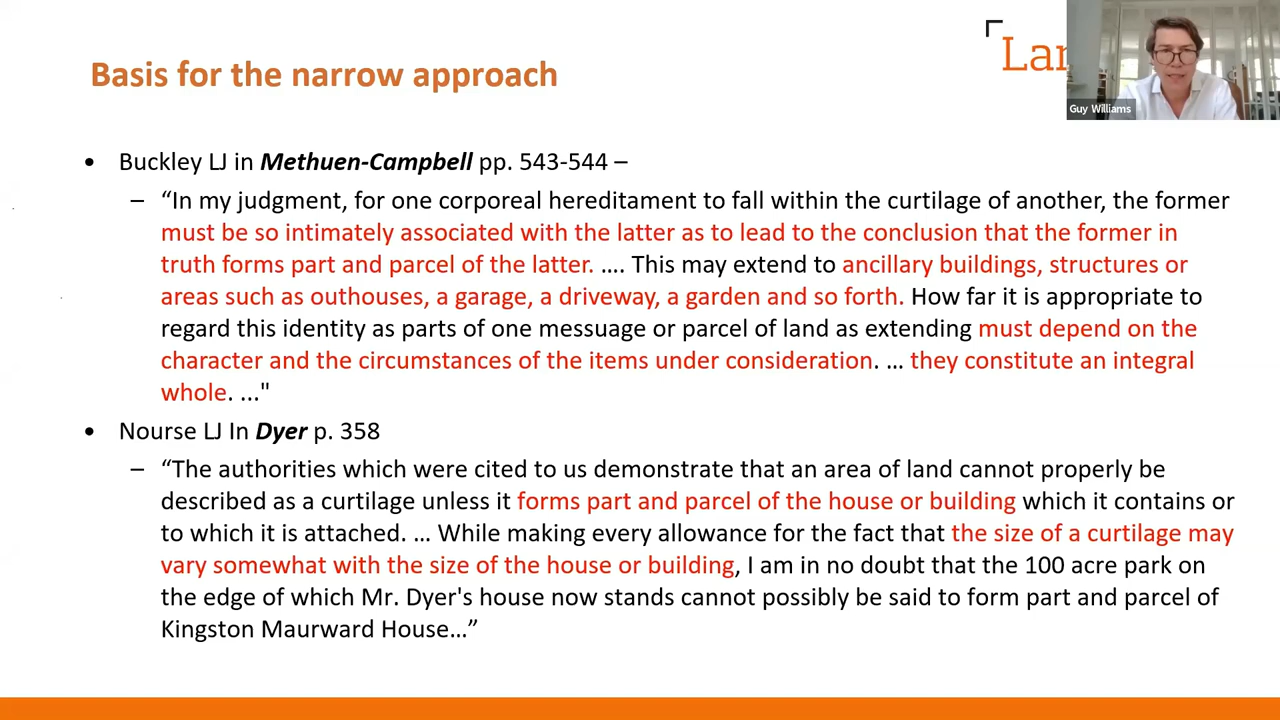 Basis for the narrow approach
Lan
Guy Williams
• Buckley LJ in Methuen-Campbell pp. 543-544 –
– “In my judgment, for one corporeal hereditament to fall within the curtilage of another, the former
must be so intimately associated with the latter as to lead to the conclusion that the former in
truth forms part and parcel of the latter. …. This may extend to ancillary buildings, structures or
areas such as outhouses, a garage, a driveway, a garden and so forth. How far it is appropriate to
regard this identity as parts of one messuage or parcel of land as extending must depend on the
character and the circumstances of the items under consideration. … they constitute an integral
whole. ..."
• Nourse LJ In Dyer p. 358
– “The authorities which were cited to us demonstrate that an area of land cannot properly be
described as a curtilage unless it forms part and parcel of the house or building which it contains or
to which it is attached. … While making every allowance for the fact that the size of a curtilage may
vary somewhat with the size of the house or building, I am in no doubt that the 100 acre park on
the edge of which Mr. Dyer's house now stands cannot possibly be said to form part and parcel of
Kingston Maurward House…”